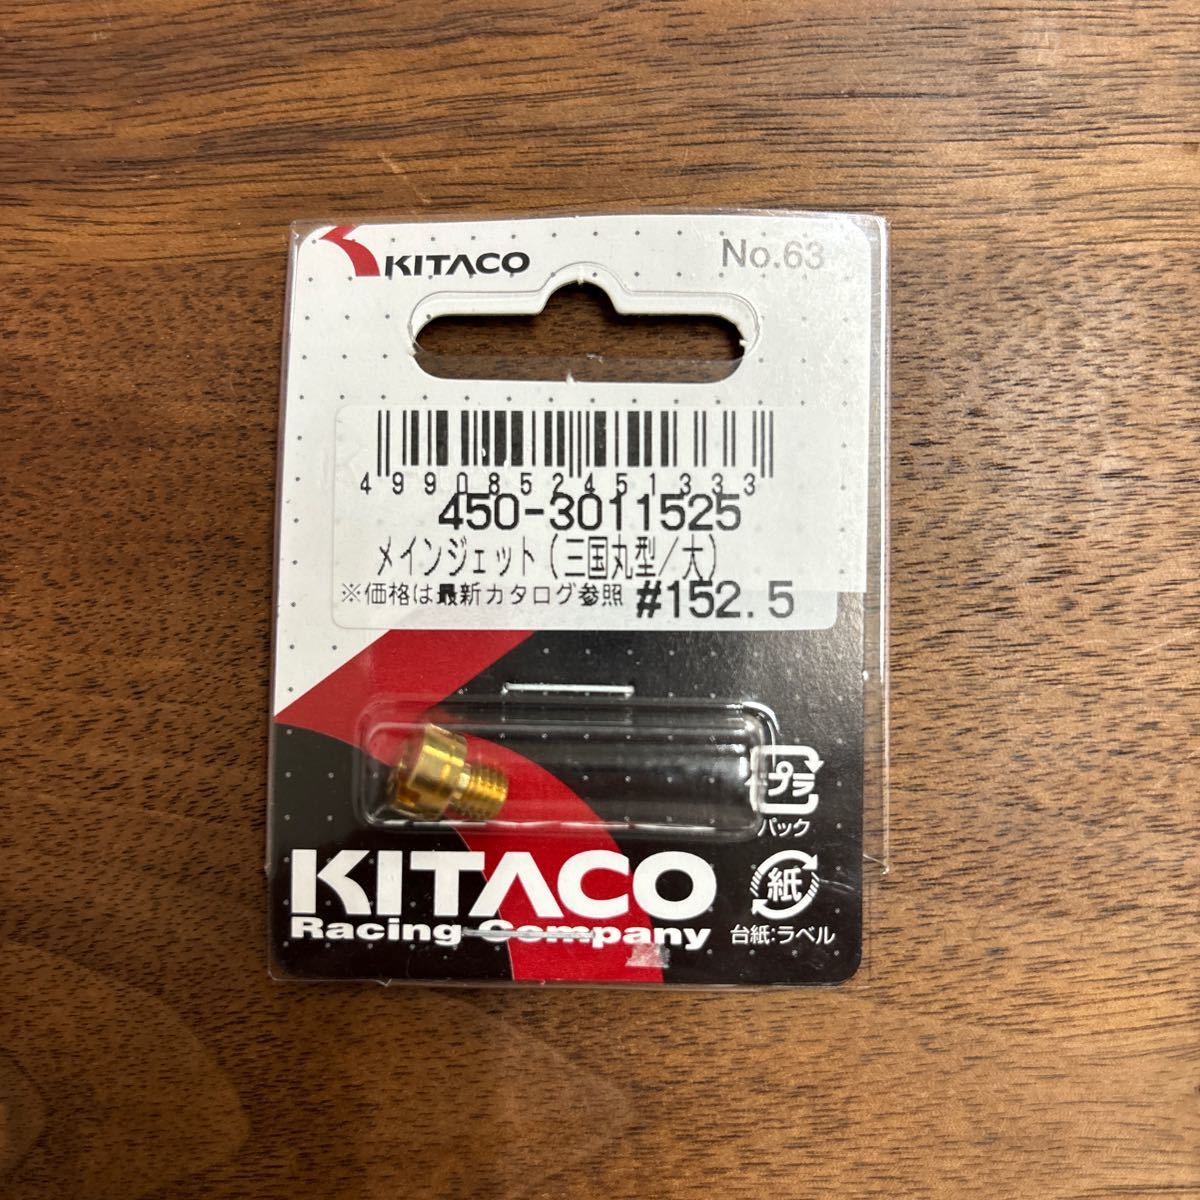 KITACO
No.63
4990852451333
450-3011525
メインジェット(三国丸型/大)
※価格は最新カタログ参照 #152.5
プラ
パック
KITACO
Racing Company
紙
台紙:ラベル